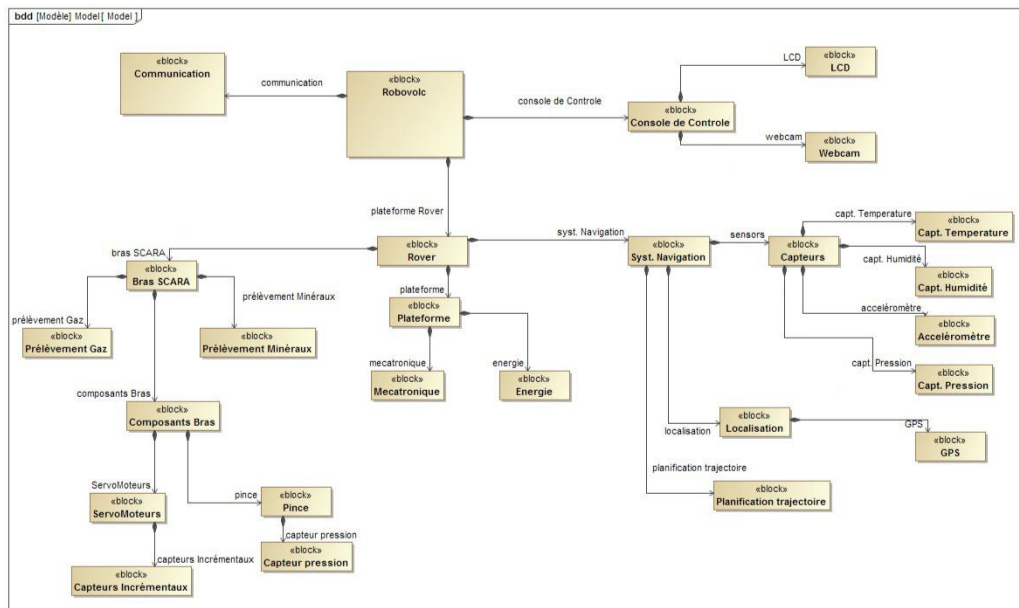 bdd [Modèle] Model [ Model ]
«block»
Communication
communication
«block»
Robovolc
console de Controle
«block»
Console de Controle
LCD
«block»
LCD
webcam
«block»
Webcam
plateforme Rover
«block»
Rover
syst. Navigation
«block»
Syst. Navigation
sensors
«block»
Capteurs
capt. Temperature
«block»
Capt. Temperature
capt. Humidité
«block»
Capt. Humidité
accelèromètre
«block»
Accelèromètre
capt. Pression
«block»
Capt. Pression
bras SCARA
«block»
Bras SCARA
prélèvement Gaz
«block»
Prélèvement Gaz
prélèvement Minéraux
«block»
Prélèvement Minéraux
plateforme
«block»
Plateforme
mecatronique
«block»
Mecatronique
energie
«block»
Energie
localisation
«block»
Localisation
GPS
«block»
GPS
planification trajectoire
«block»
Planification trajectoire
composants Bras
«block»
Composants Bras
ServoMoteurs
«block»
ServoMoteurs
pince
«block»
Pince
capteur pression
«block»
Capteur pression
capteurs Incrémentaux
«block»
Capteurs Incrémentaux